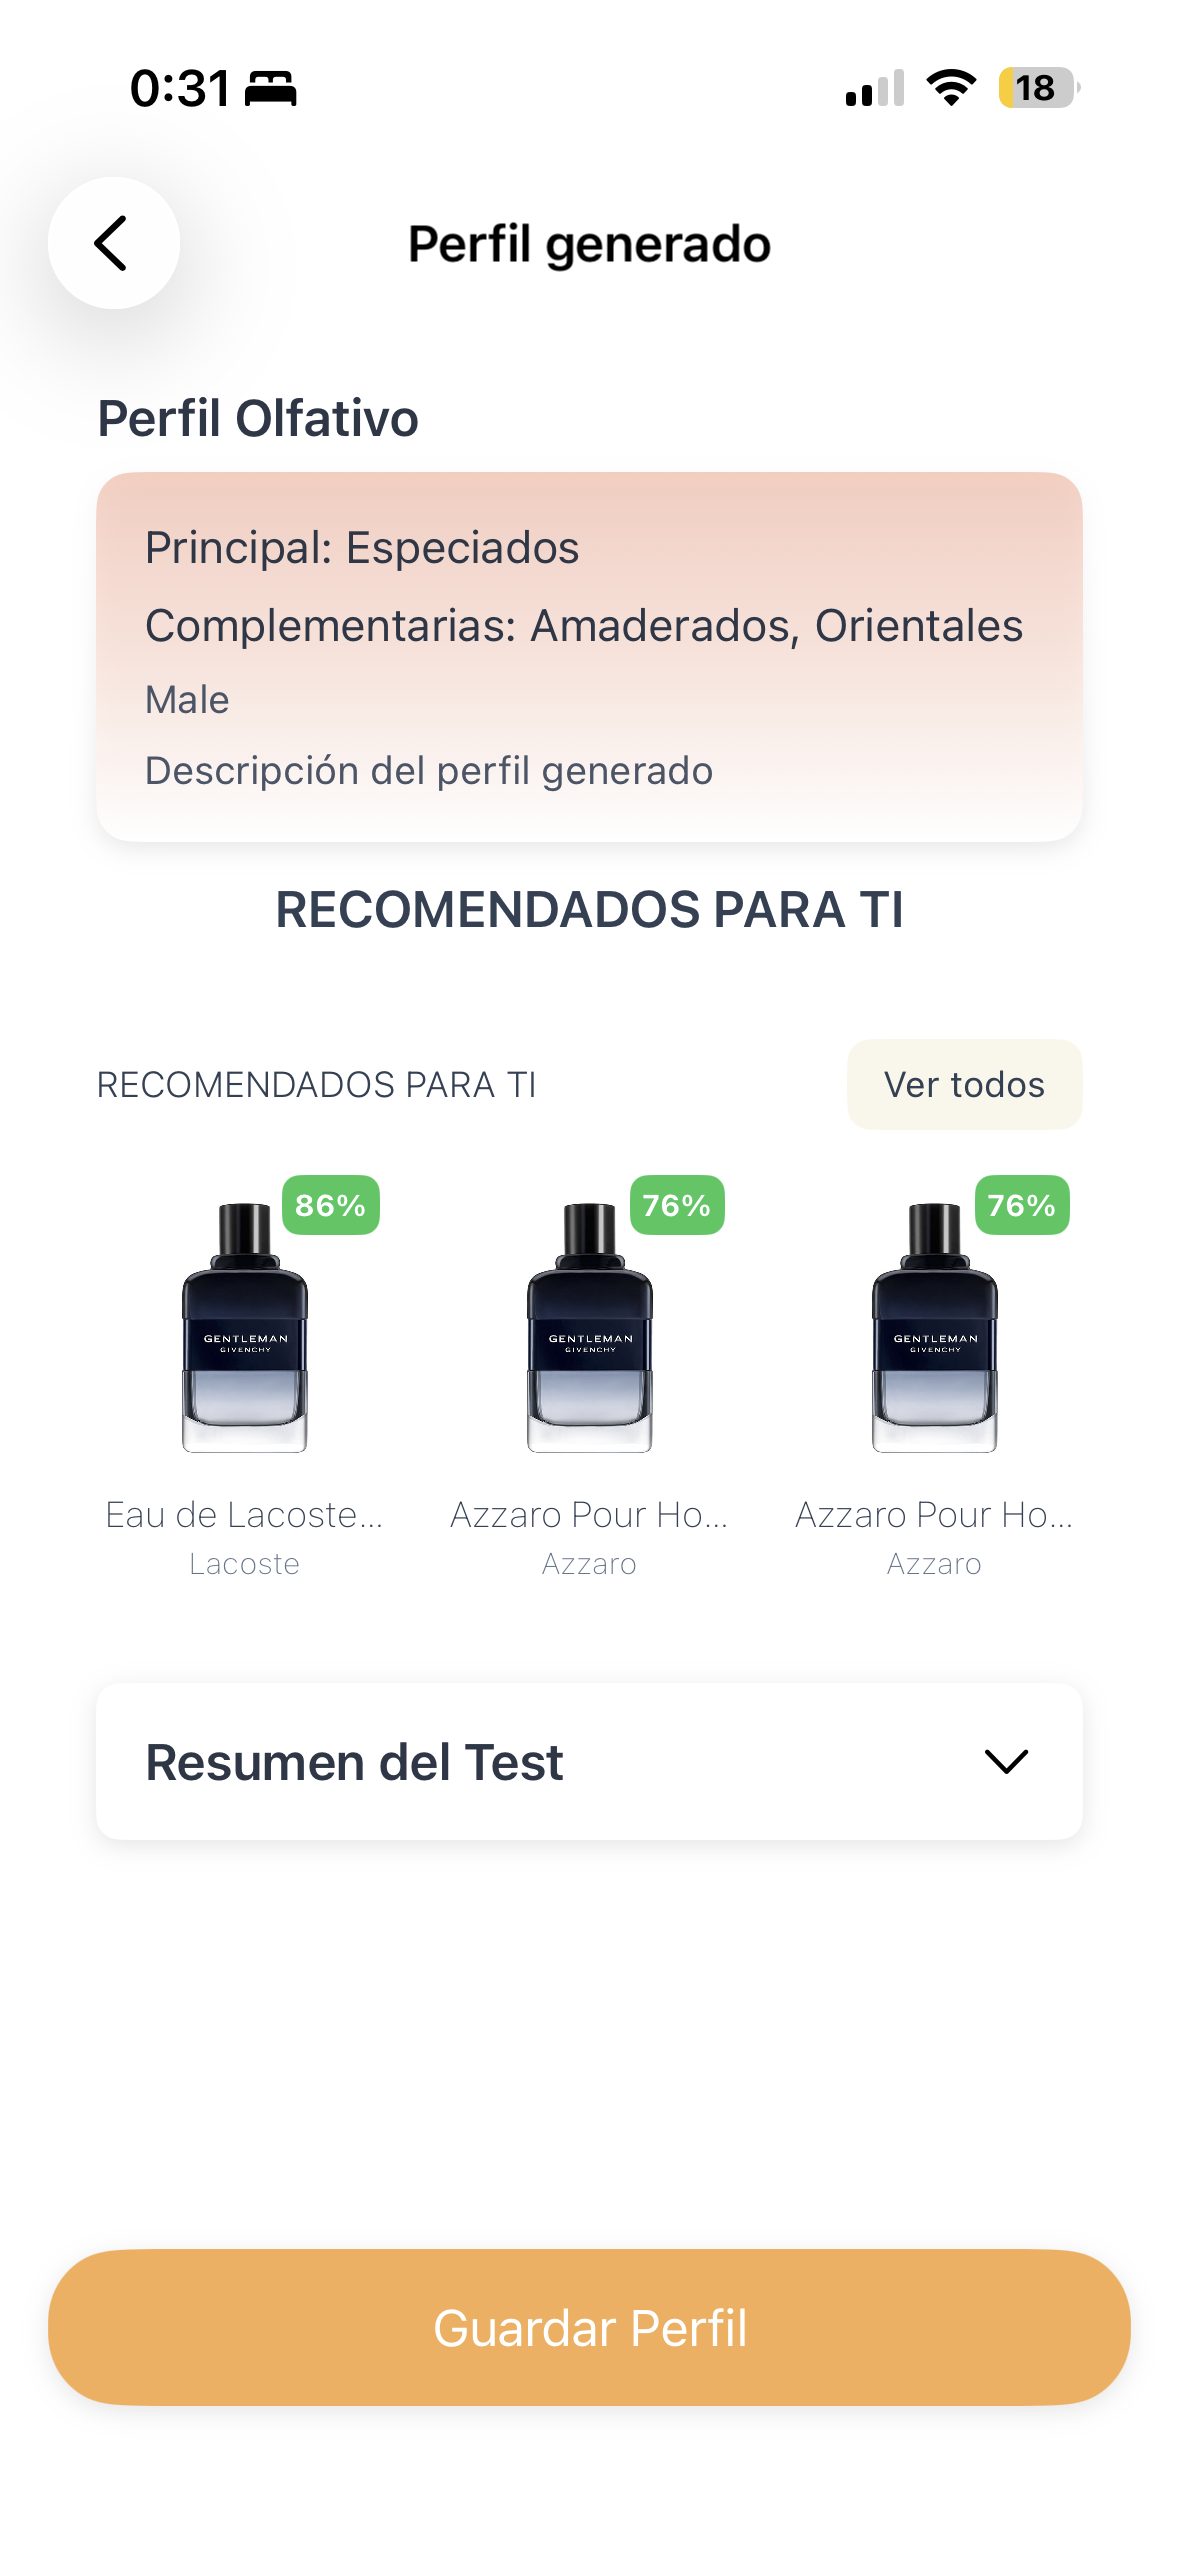 0:31
18
Perfil generado
Perfil Olfativo
Principal: Especiados
Complementarias: Amaderados, Orientales
Male
Descripción del perfil generado
RECOMENDADOS PARA TI
RECOMENDADOS PARA TI
Ver todos
86%
76%
76%
GENTLEMAN
GIVENCHY
GENTLEMAN
GIVENCHY
GENTLEMAN
GIVENCHY
Eau de Lacoste...
Lacoste
Azzaro Pour Ho...
Azzaro
Azzaro Pour Ho...
Azzaro
Resumen del Test
Guardar Perfil